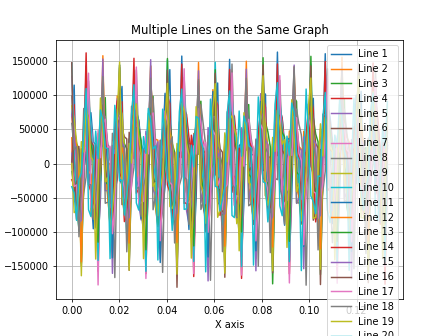 Multiple Lines on the Same Graph
150000
100000
50000
0
−50000
−100000
−150000
0.00
0.02
0.04
0.06
0.08
0.10
X axis
Line 1
Line 2
Line 3
Line 4
Line 5
Line 6
Line 7
Line 8
Line 9
Line 10
Line 11
Line 12
Line 13
Line 14
Line 15
Line 16
Line 17
Line 18
Line 19
Line 20